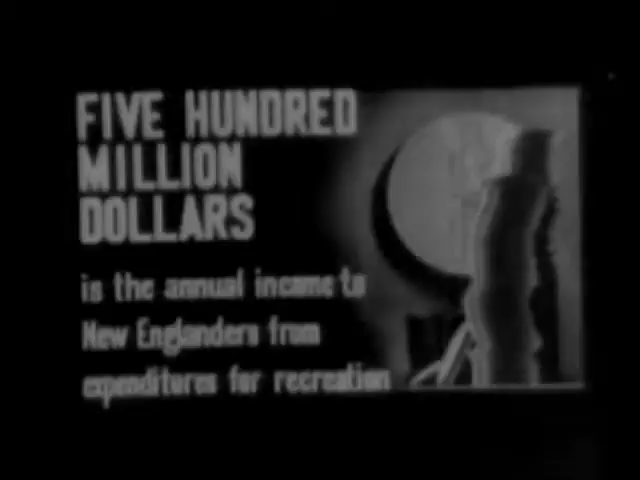 FIVE HUNDRED
MILLION
DOLLARS
is the annual income to
New Englanders from
expenditures for recreation